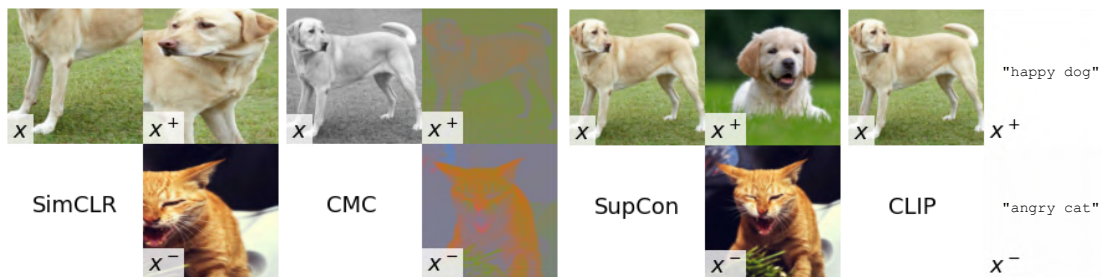 x x⁺ x x⁺ x x⁺ "happy dog" x⁺
SimCLR x⁻ CMC x⁻ SupCon x⁻ CLIP "angry cat" x⁻